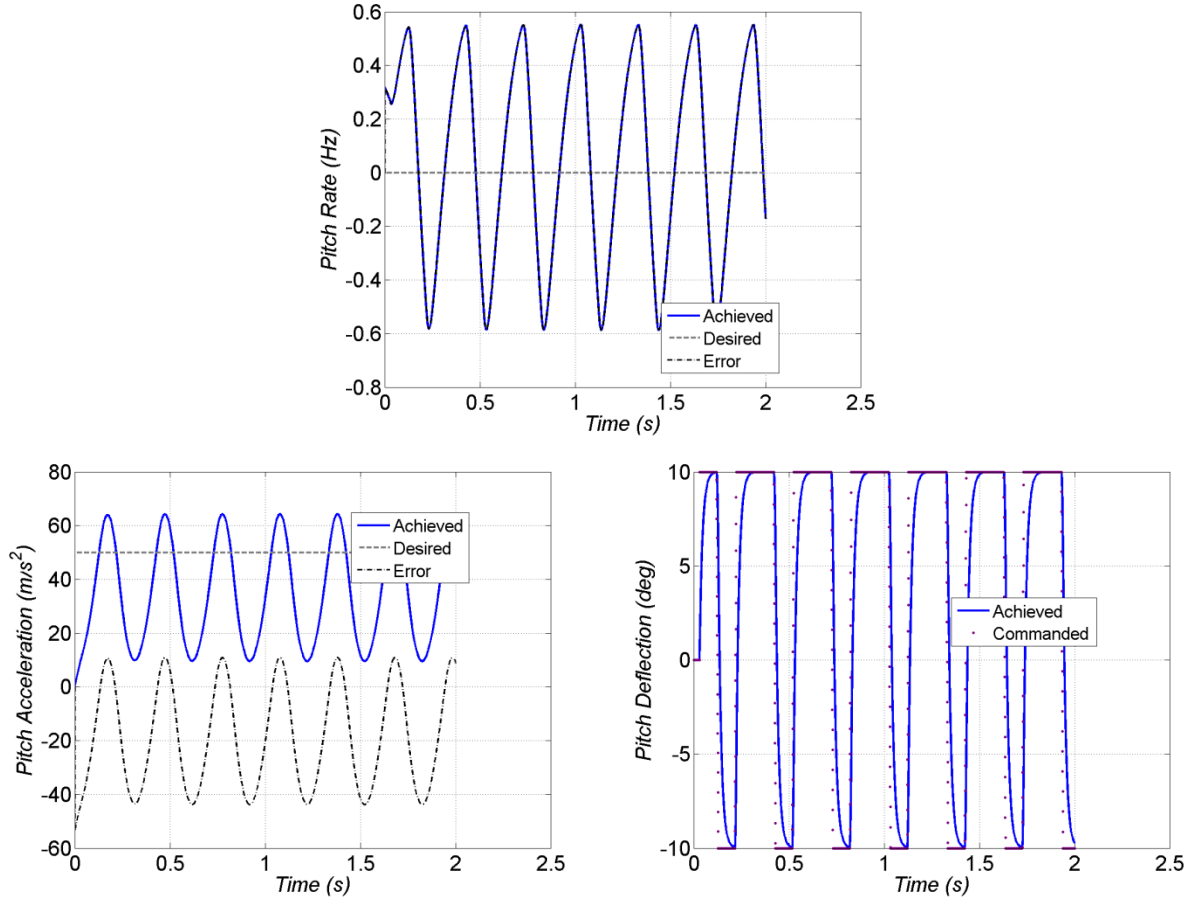 0.6
0.4
0.2
0
-0.2
-0.4
-0.6
-0.8
Pitch Rate (Hz)
Achieved
Desired
Error
0 0.5 1 1.5 2 2.5
Time (s)
80
60
40
20
0
-20
-40
-60
Pitch Acceleration (m/s²)
Achieved
Desired
Error
0 0.5 1 1.5 2 2.5
Time (s)
10
5
0
-5
-10
Pitch Deflection (deg)
Achieved
Commanded
0 0.5 1 1.5 2 2.5
Time (s)